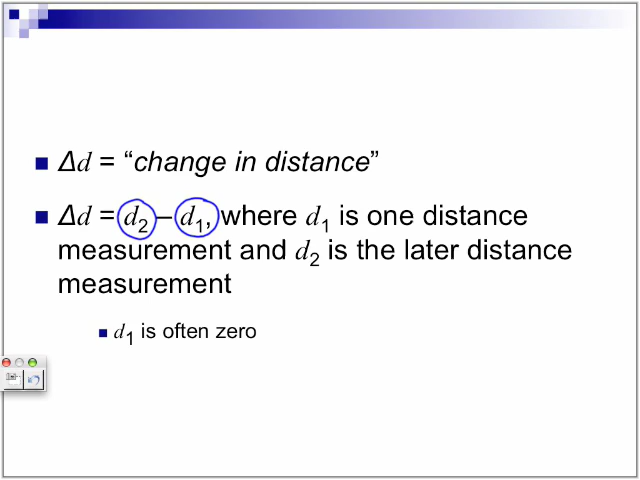 Δd = “change in distance”
Δd = d₂ – d₁, where d₁ is one distance
measurement and d₂ is the later distance
measurement
d₁ is often zero